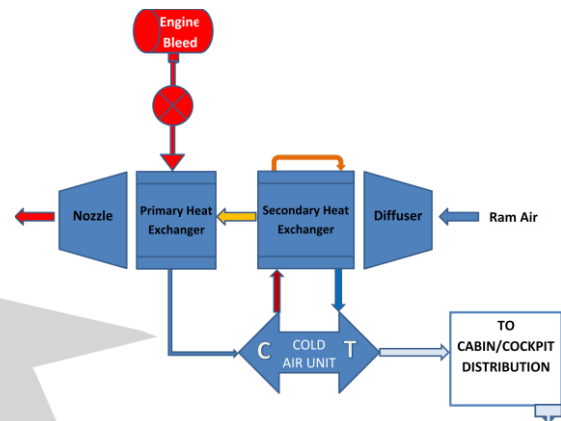 Engine
Bleed
Nozzle
Primary Heat
Exchanger
Secondary Heat
Exchanger
Diffuser
Ram Air
C
COLD
AIR UNIT
T
TO
CABIN/COCKPIT
DISTRIBUTION